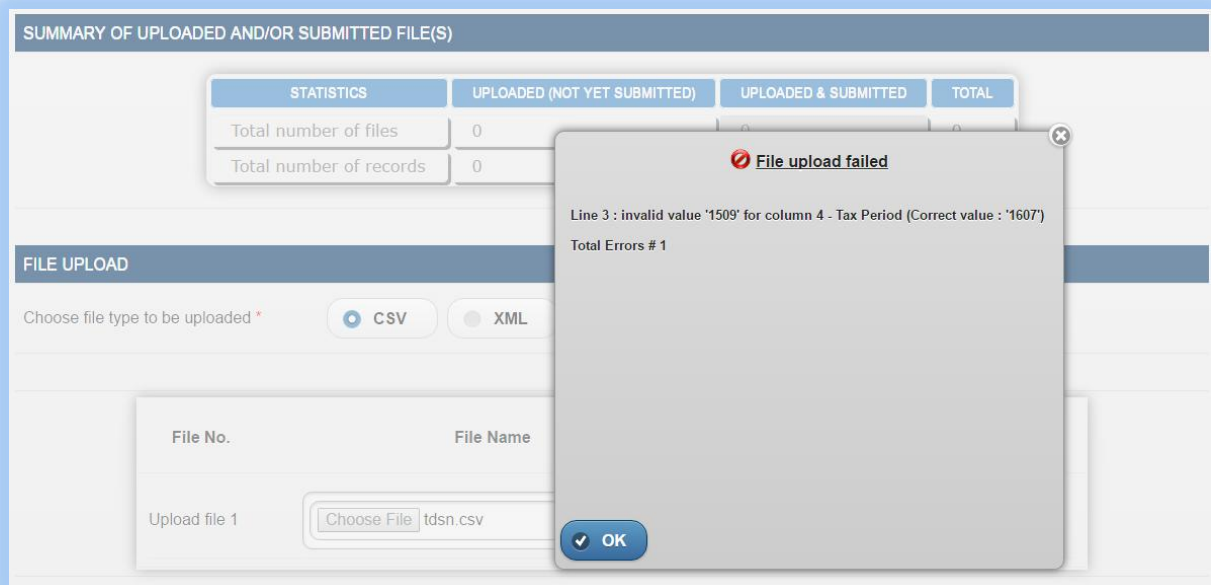 SUMMARY OF UPLOADED AND/OR SUBMITTED FILE(S)
STATISTICS UPLOADED (NOT YET SUBMITTED) UPLOADED & SUBMITTED TOTAL
Total number of files 0 0 0
Total number of records 0
File upload failed
Line 3 : invalid value '1509' for column 4 - Tax Period (Correct value : '1607')
Total Errors # 1
FILE UPLOAD
Choose file type to be uploaded * CSV XML
File No. File Name
Upload file 1 Choose File tdsn.csv
OK